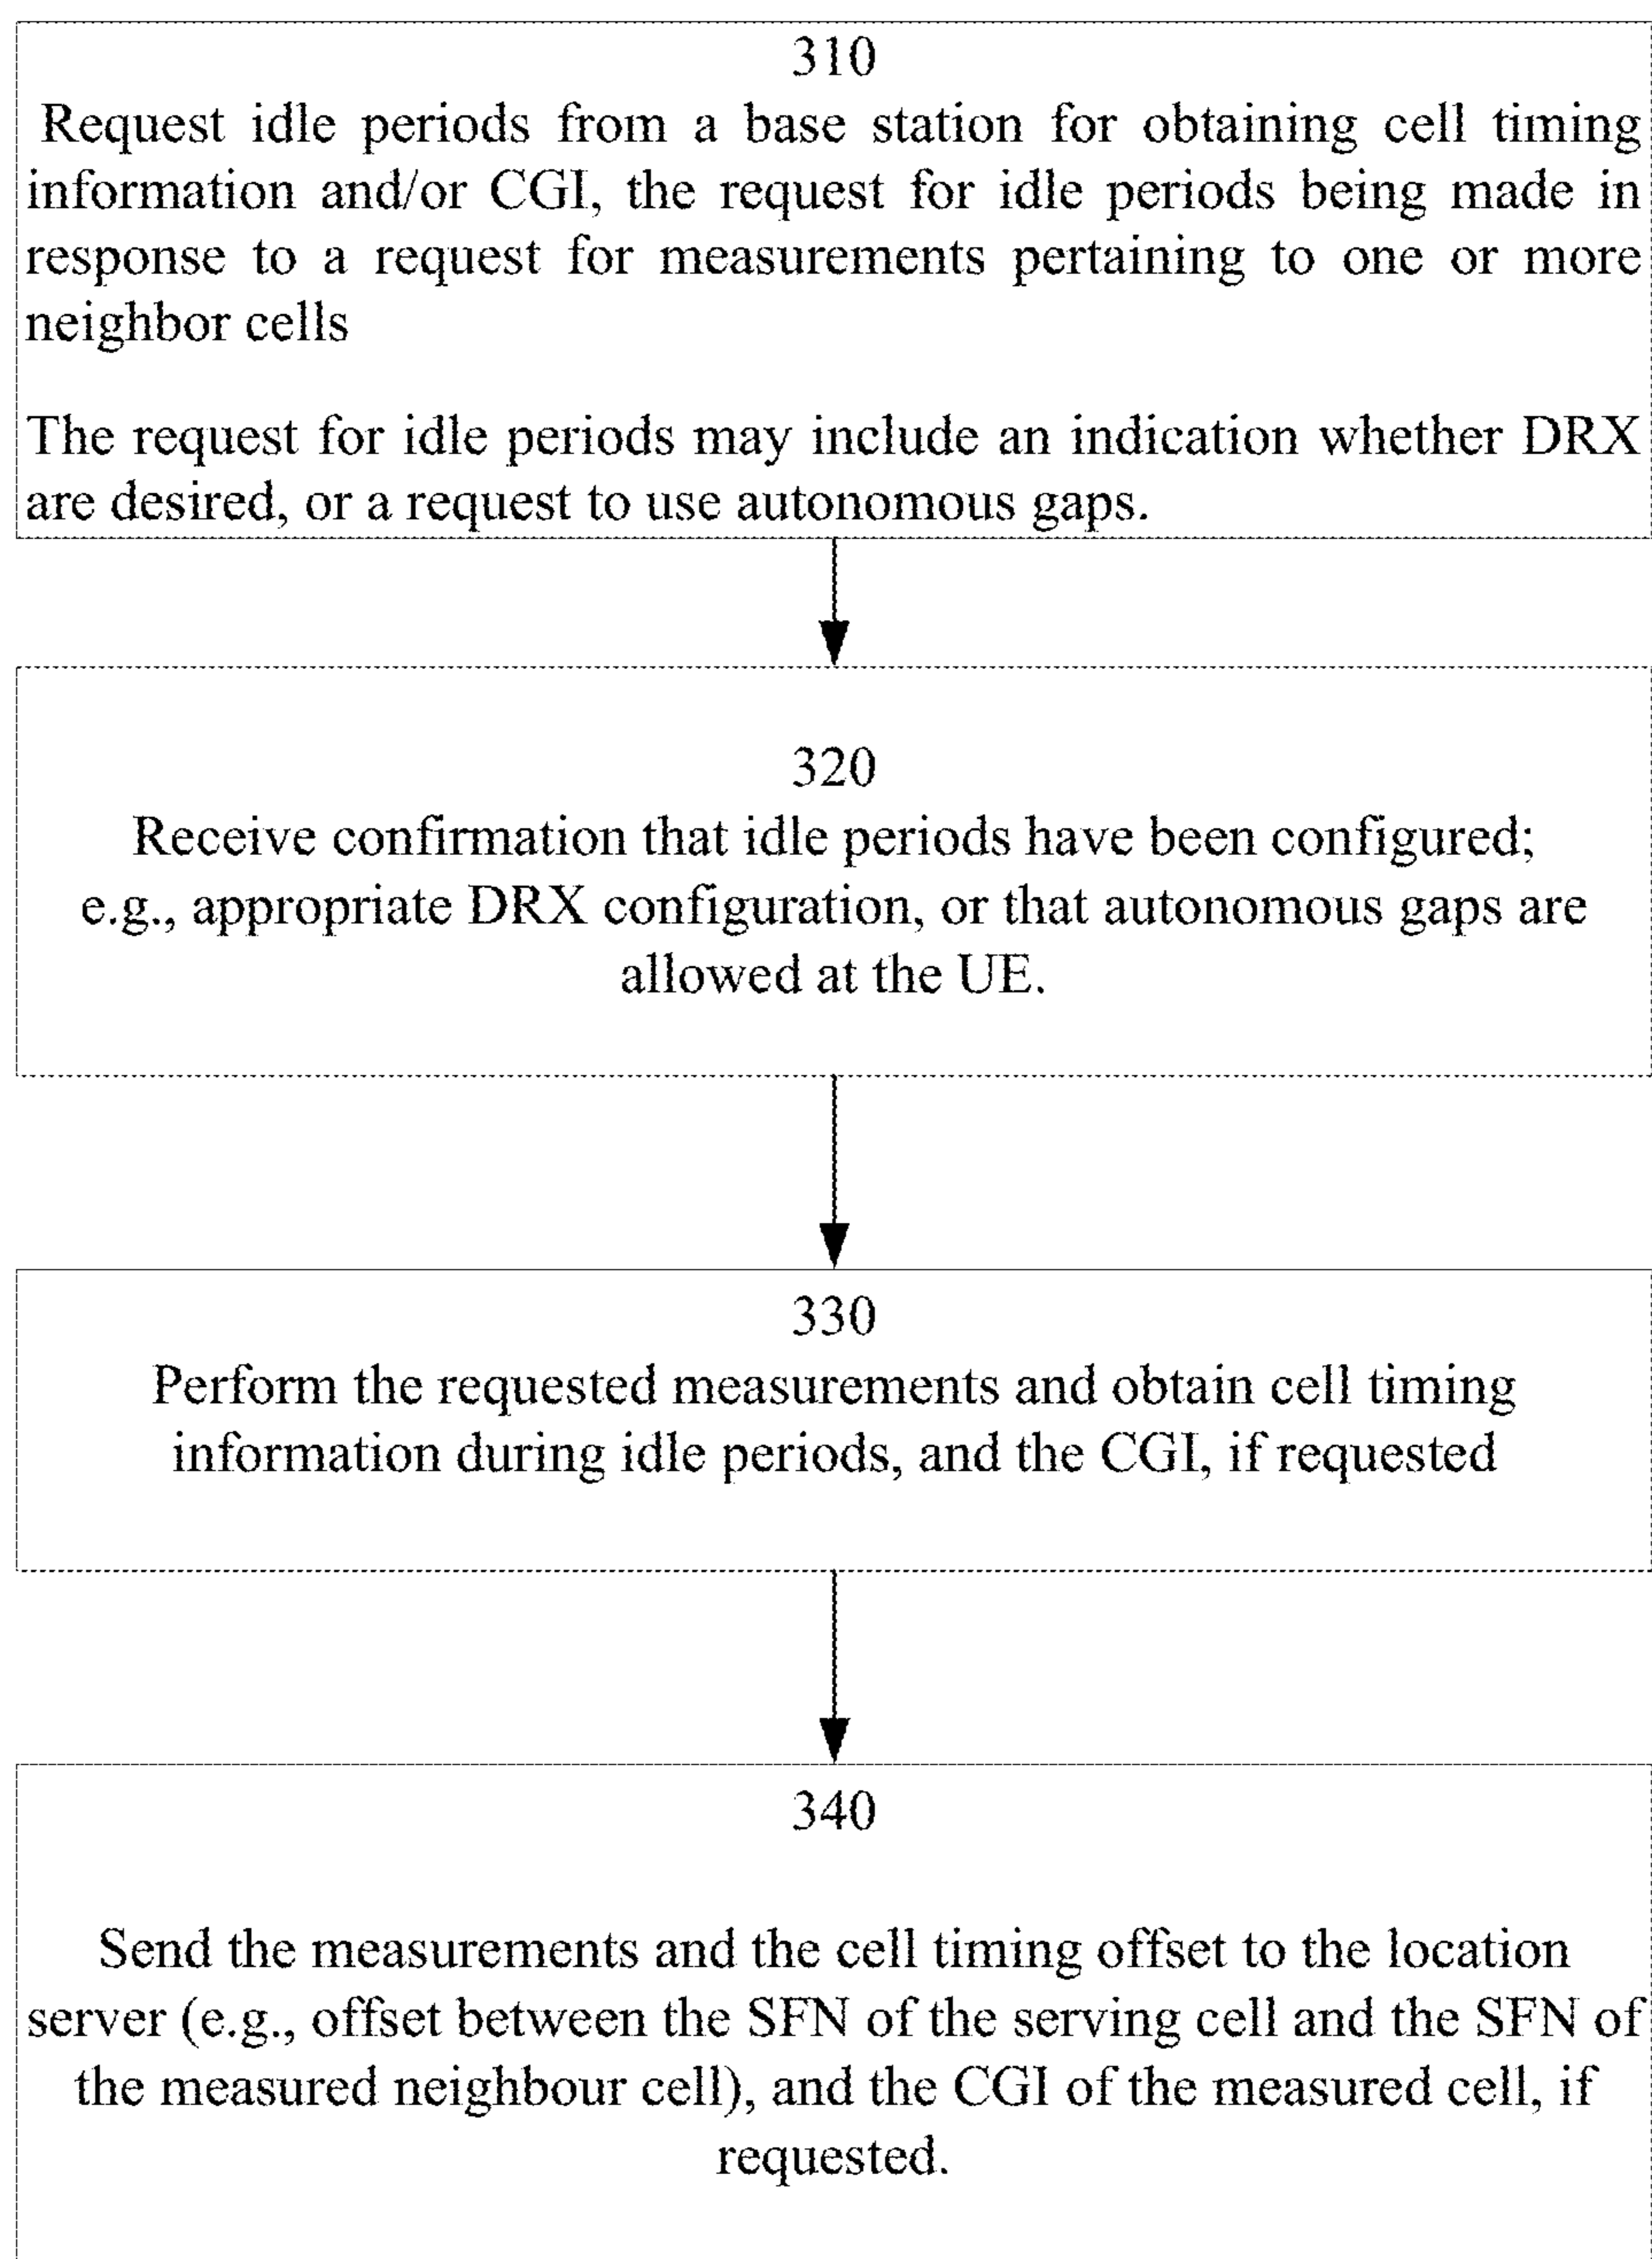 310
Request idle periods from a base station for obtaining cell timing
information and/or CGI, the request for idle periods being made in
response to a request for measurements pertaining to one or more
neighbor cells
The request for idle periods may include an indication whether DRX
are desired, or a request to use autonomous gaps.
320
Receive confirmation that idle periods have been configured;
e.g., appropriate DRX configuration, or that autonomous gaps are
allowed at the UE.
330
Perform the requested measurements and obtain cell timing
information during idle periods, and the CGI, if requested
340
Send the measurements and the cell timing offset to the location
server (e.g., offset between the SFN of the serving cell and the SFN of
the measured neighbour cell), and the CGI of the measured cell, if
requested.